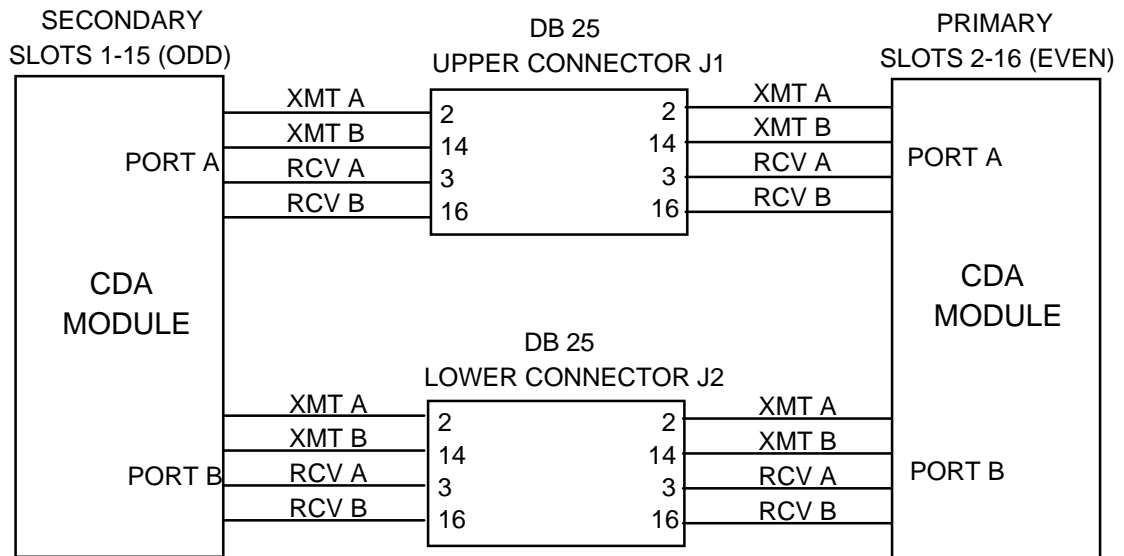 SECONDARY
SLOTS 1-15 (ODD)
DB 25
UPPER CONNECTOR J1
PRIMARY
SLOTS 2-16 (EVEN)
XMT A
2
2
XMT A
XMT B
14
14
XMT B
PORT A
RCV A
3
3
RCV A
PORT A
RCV B
16
16
RCV B
CDA
MODULE
CDA
MODULE
DB 25
LOWER CONNECTOR J2
XMT A
2
2
XMT A
XMT B
14
14
XMT B
PORT B
RCV A
3
3
RCV A
PORT B
RCV B
16
16
RCV B